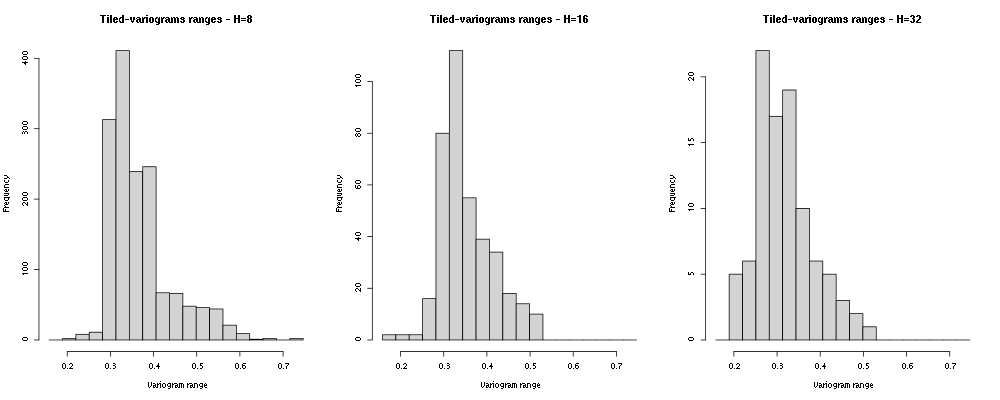 Tiled-variograms ranges - H=8
Frequency
0
100
200
300
400
0.2 0.3 0.4 0.5 0.6 0.7
Variogram range
Tiled-variograms ranges - H=16
Frequency
0
20
40
60
80
100
0.2 0.3 0.4 0.5 0.6 0.7
Variogram range
Tiled-variograms ranges - H=32
Frequency
0
5
10
15
20
0.2 0.3 0.4 0.5 0.6 0.7
Variogram range